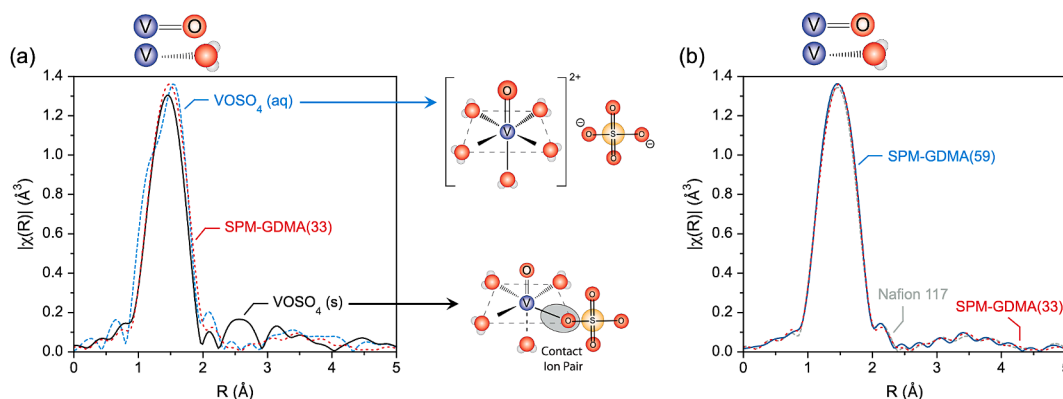 V O
V
(a)
1.4
1.2
1.0
0.8
0.6
0.4
0.2
0.0
|χ(R)| (Å³)
0 1 2 3 4 5
R (Å)
VOSO₄ (aq)
SPM-GDMA(33)
VOSO₄ (s)
2+
O
V
O
O S O
O
⊖
⊖
O
V
O
O S O
O
Contact
Ion Pair
V O
V
(b)
1.4
1.2
1.0
0.8
0.6
0.4
0.2
0.0
|χ(R)| (Å³)
0 1 2 3 4 5
R (Å)
SPM-GDMA(59)
Nafion 117
SPM-GDMA(33)